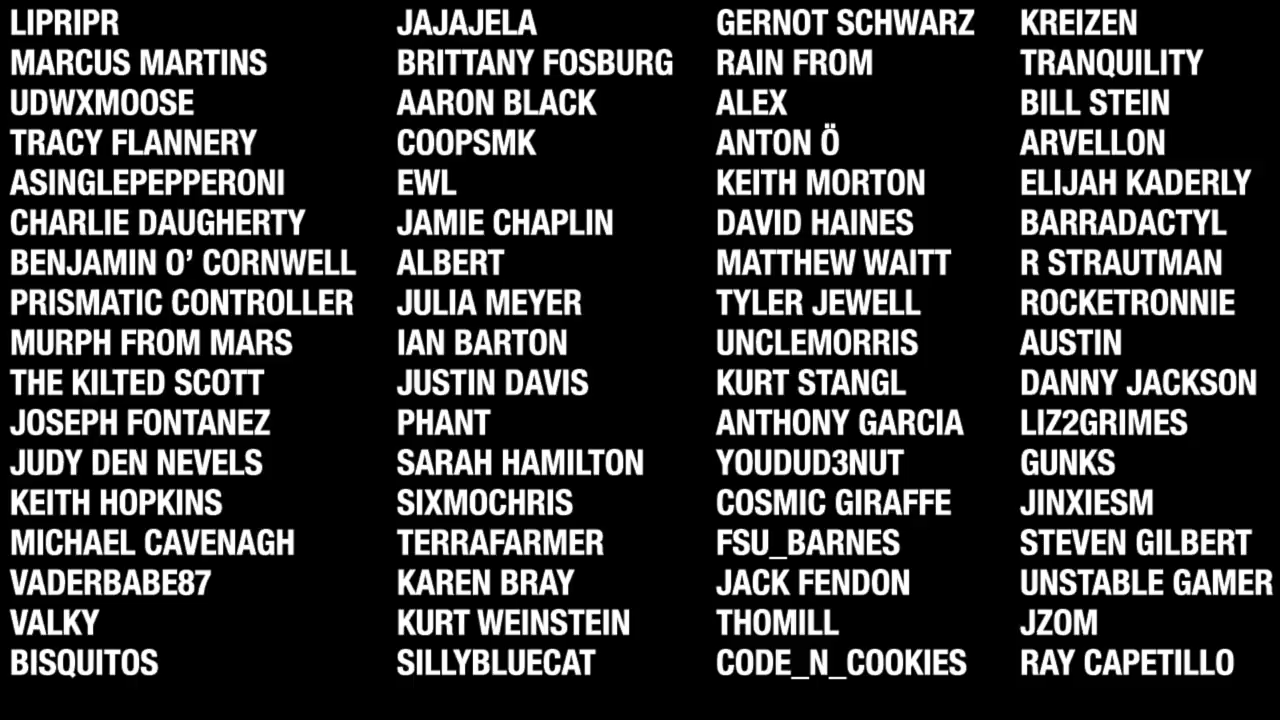 LIPRIPR
MARCUS MARTINS
UDWXMOOSE
TRACY FLANNERY
ASINGLEPEPPERONI
CHARLIE DAUGHERTY
BENJAMIN O’ CORNWELL
PRISMATIC CONTROLLER
MURPH FROM MARS
THE KILTED SCOTT
JOSEPH FONTANEZ
JUDY DEN NEVELS
KEITH HOPKINS
MICHAEL CAVENAGH
VADERBABE87
VALKY
BISQUITOS
JAJAJELA
BRITTANY FOSBURG
AARON BLACK
COOPSMK
EWL
JAMIE CHAPLIN
ALBERT
JULIA MEYER
IAN BARTON
JUSTIN DAVIS
PHANT
SARAH HAMILTON
SIXMOCHRIS
TERRAFARMER
KAREN BRAY
KURT WEINSTEIN
SILLYBLUECAT
GERNOT SCHWARZ
RAIN FROM
ALEX
ANTON Ö
KEITH MORTON
DAVID HAINES
MATTHEW WAITT
TYLER JEWELL
UNCLEMORRIS
KURT STANGL
ANTHONY GARCIA
YOUDUD3NUT
COSMIC GIRAFFE
FSU_BARNES
JACK FENDON
THOMILL
CODE_N_COOKIES
KREIZEN
TRANQUILITY
BILL STEIN
ARVELLON
ELIJAH KADERLY
BARRADACTYL
R STRAUTMAN
ROCKETRONNIE
AUSTIN
DANNY JACKSON
LIZ2GRIMES
GUNKS
JINXIESM
STEVEN GILBERT
UNSTABLE GAMER
JZOM
RAY CAPETILLO